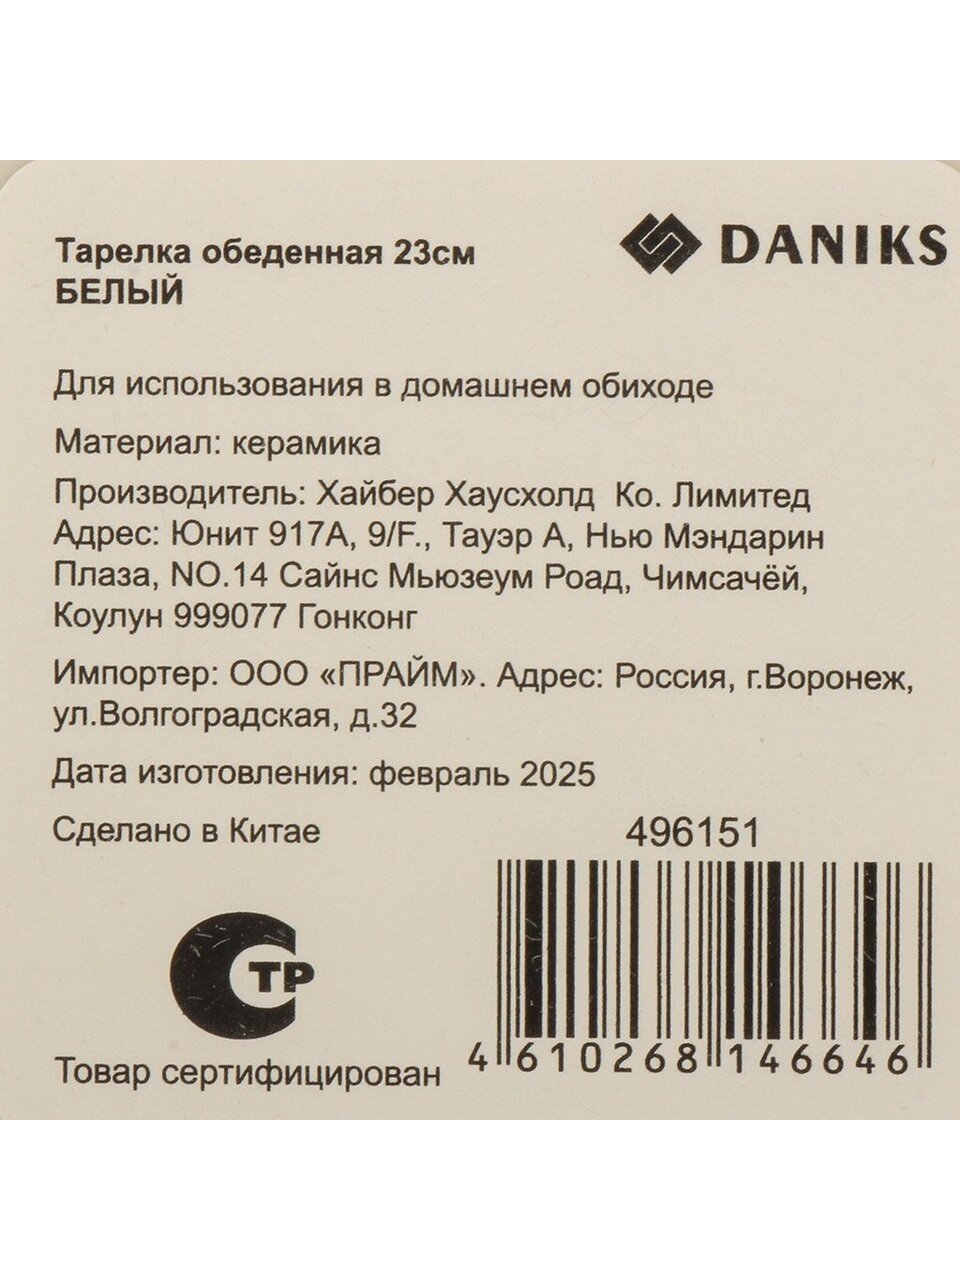 Тарелка обеденная 23см
БЕЛЫЙ
DANIKS
Для использования в домашнем обиходе
Материал: керамика
Производитель: Хайбер Хаусхолд Ко. Лимитед
Адрес: Юнит 917А, 9/F., Тауэр А, Нью Мэндарин
Плаза, NO.14 Сайнс Мьюзеум Роад, Чимсачёй,
Коулун 999077 Гонконг
Импортер: ООО «ПРАЙМ». Адрес: Россия, г.Воронеж,
ул.Волгоградская, д.32
Дата изготовления: февраль 2025
Сделано в Китае
496151
СТР
Товар сертифицирован
4 610268 146646